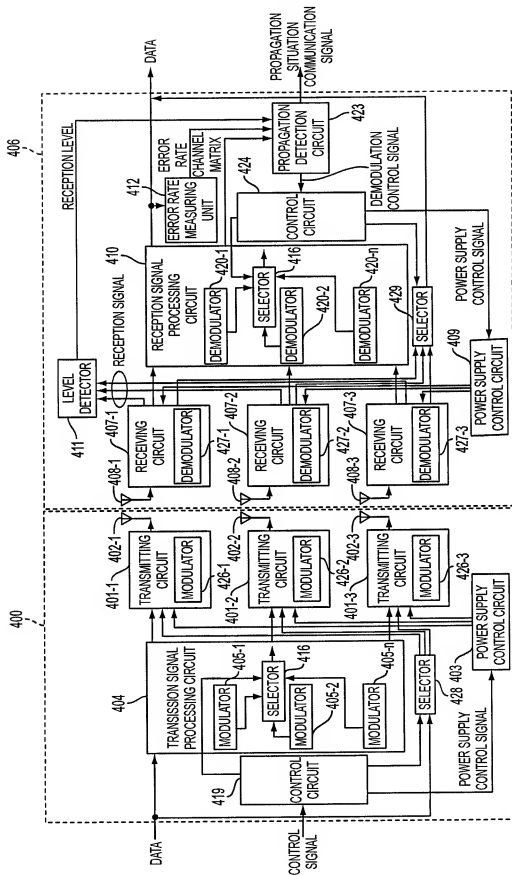 400
DATA
CONTROL
SIGNAL
419
CONTROL
CIRCUIT
404
TRANSISSION SIGNAL
PROCESSING CIRCUIT
MODULATOR
405-1
SELECTOR
416
MODULATOR
405-2
MODULATOR
405-n
SELECTOR
428
POWER SUPPLY
CONTROL SIGNAL
403
POWER SUPPLY
CONTROL CIRCUIT
401-1
402-1
TRANSMITTING
CIRCUIT
MODULATOR
426-1
401-2
402-2
TRANSMITTING
CIRCUIT
MODULATOR
426-2
401-3
402-3
TRANSMITTING
CIRCUIT
MODULATOR
426-3
406
408-1
407-1
RECEIVING
CIRCUIT
DEMODULATOR
427-1
408-2
407-2
RECEIVING
CIRCUIT
DEMODULATOR
427-2
408-3
407-3
RECEIVING
CIRCUIT
DEMODULATOR
427-3
LEVEL
DETECTOR
411
RECEPTION SIGNAL
RECEPTION LEVEL
410
RECEPTION SIGNAL
PROCESSING
CIRCUIT
DEMODULATOR
420-1
SELECTOR
416
DEMODULATOR
420-2
DEMODULATOR
420-n
SELECTOR
429
POWER SUPPLY
CONTROL CIRCUIT
409
POWER SUPPLY
CONTROL SIGNAL
412
ERROR RATE
MEASURING
UNIT
ERROR
RATE
CHANNEL
MATRIX
424
CONTROL CIRCUIT
DEMODULATION
CONTROL SIGNAL
PROPAGATION
DETECTION
CIRCUIT
423
DATA
PROPAGATION
SITUATION
COMMUNICATION
SIGNAL